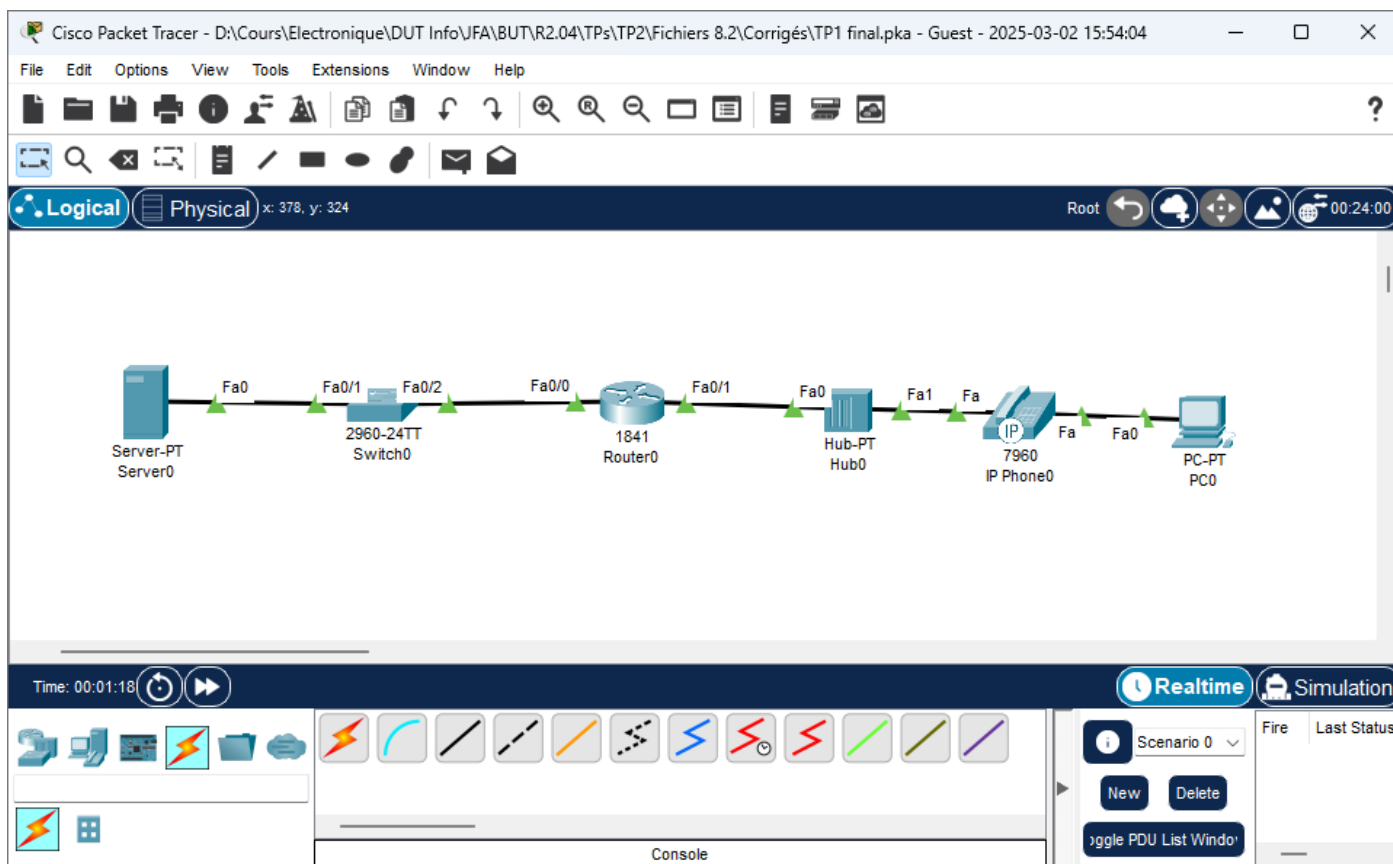 Cisco Packet Tracer - D:\Cours\Electronique\DUT Info\JFA\BUT\R2.04\TPs\TP2\Fichiers 8.2\Corrigés\TP1 final.pka - Guest - 2025-03-02 15:54:04
File Edit Options View Tools Extensions Window Help
Logical Physical x: 378, y: 324 Root 00:24:00
Fa0 Fa0/1 Fa0/2 Fa0/0 Fa0/1 Fa0 Fa1 Fa Fa Fa0
IP
Server-PT
Server0
2960-24TT
Switch0
1841
Router0
Hub-PT
Hub0
7960
IP Phone0
PC-PT
PC0
Time: 00:01:18 Realtime Simulation
Scenario 0 Fire Last Status
New Delete
oggle PDU List Windo
Console